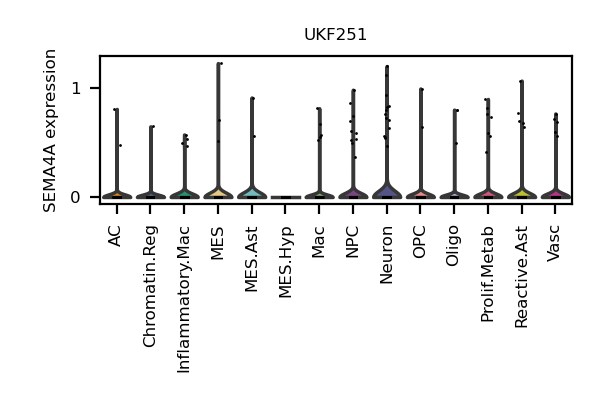 UKF251
SEMA4A expression
1
0
AC
Chromatin.Reg
Inflammatory.Mac
MES
MES.Ast
MES.Hyp
Mac
NPC
Neuron
OPC
Oligo
Prolif.Metab
Reactive.Ast
Vasc